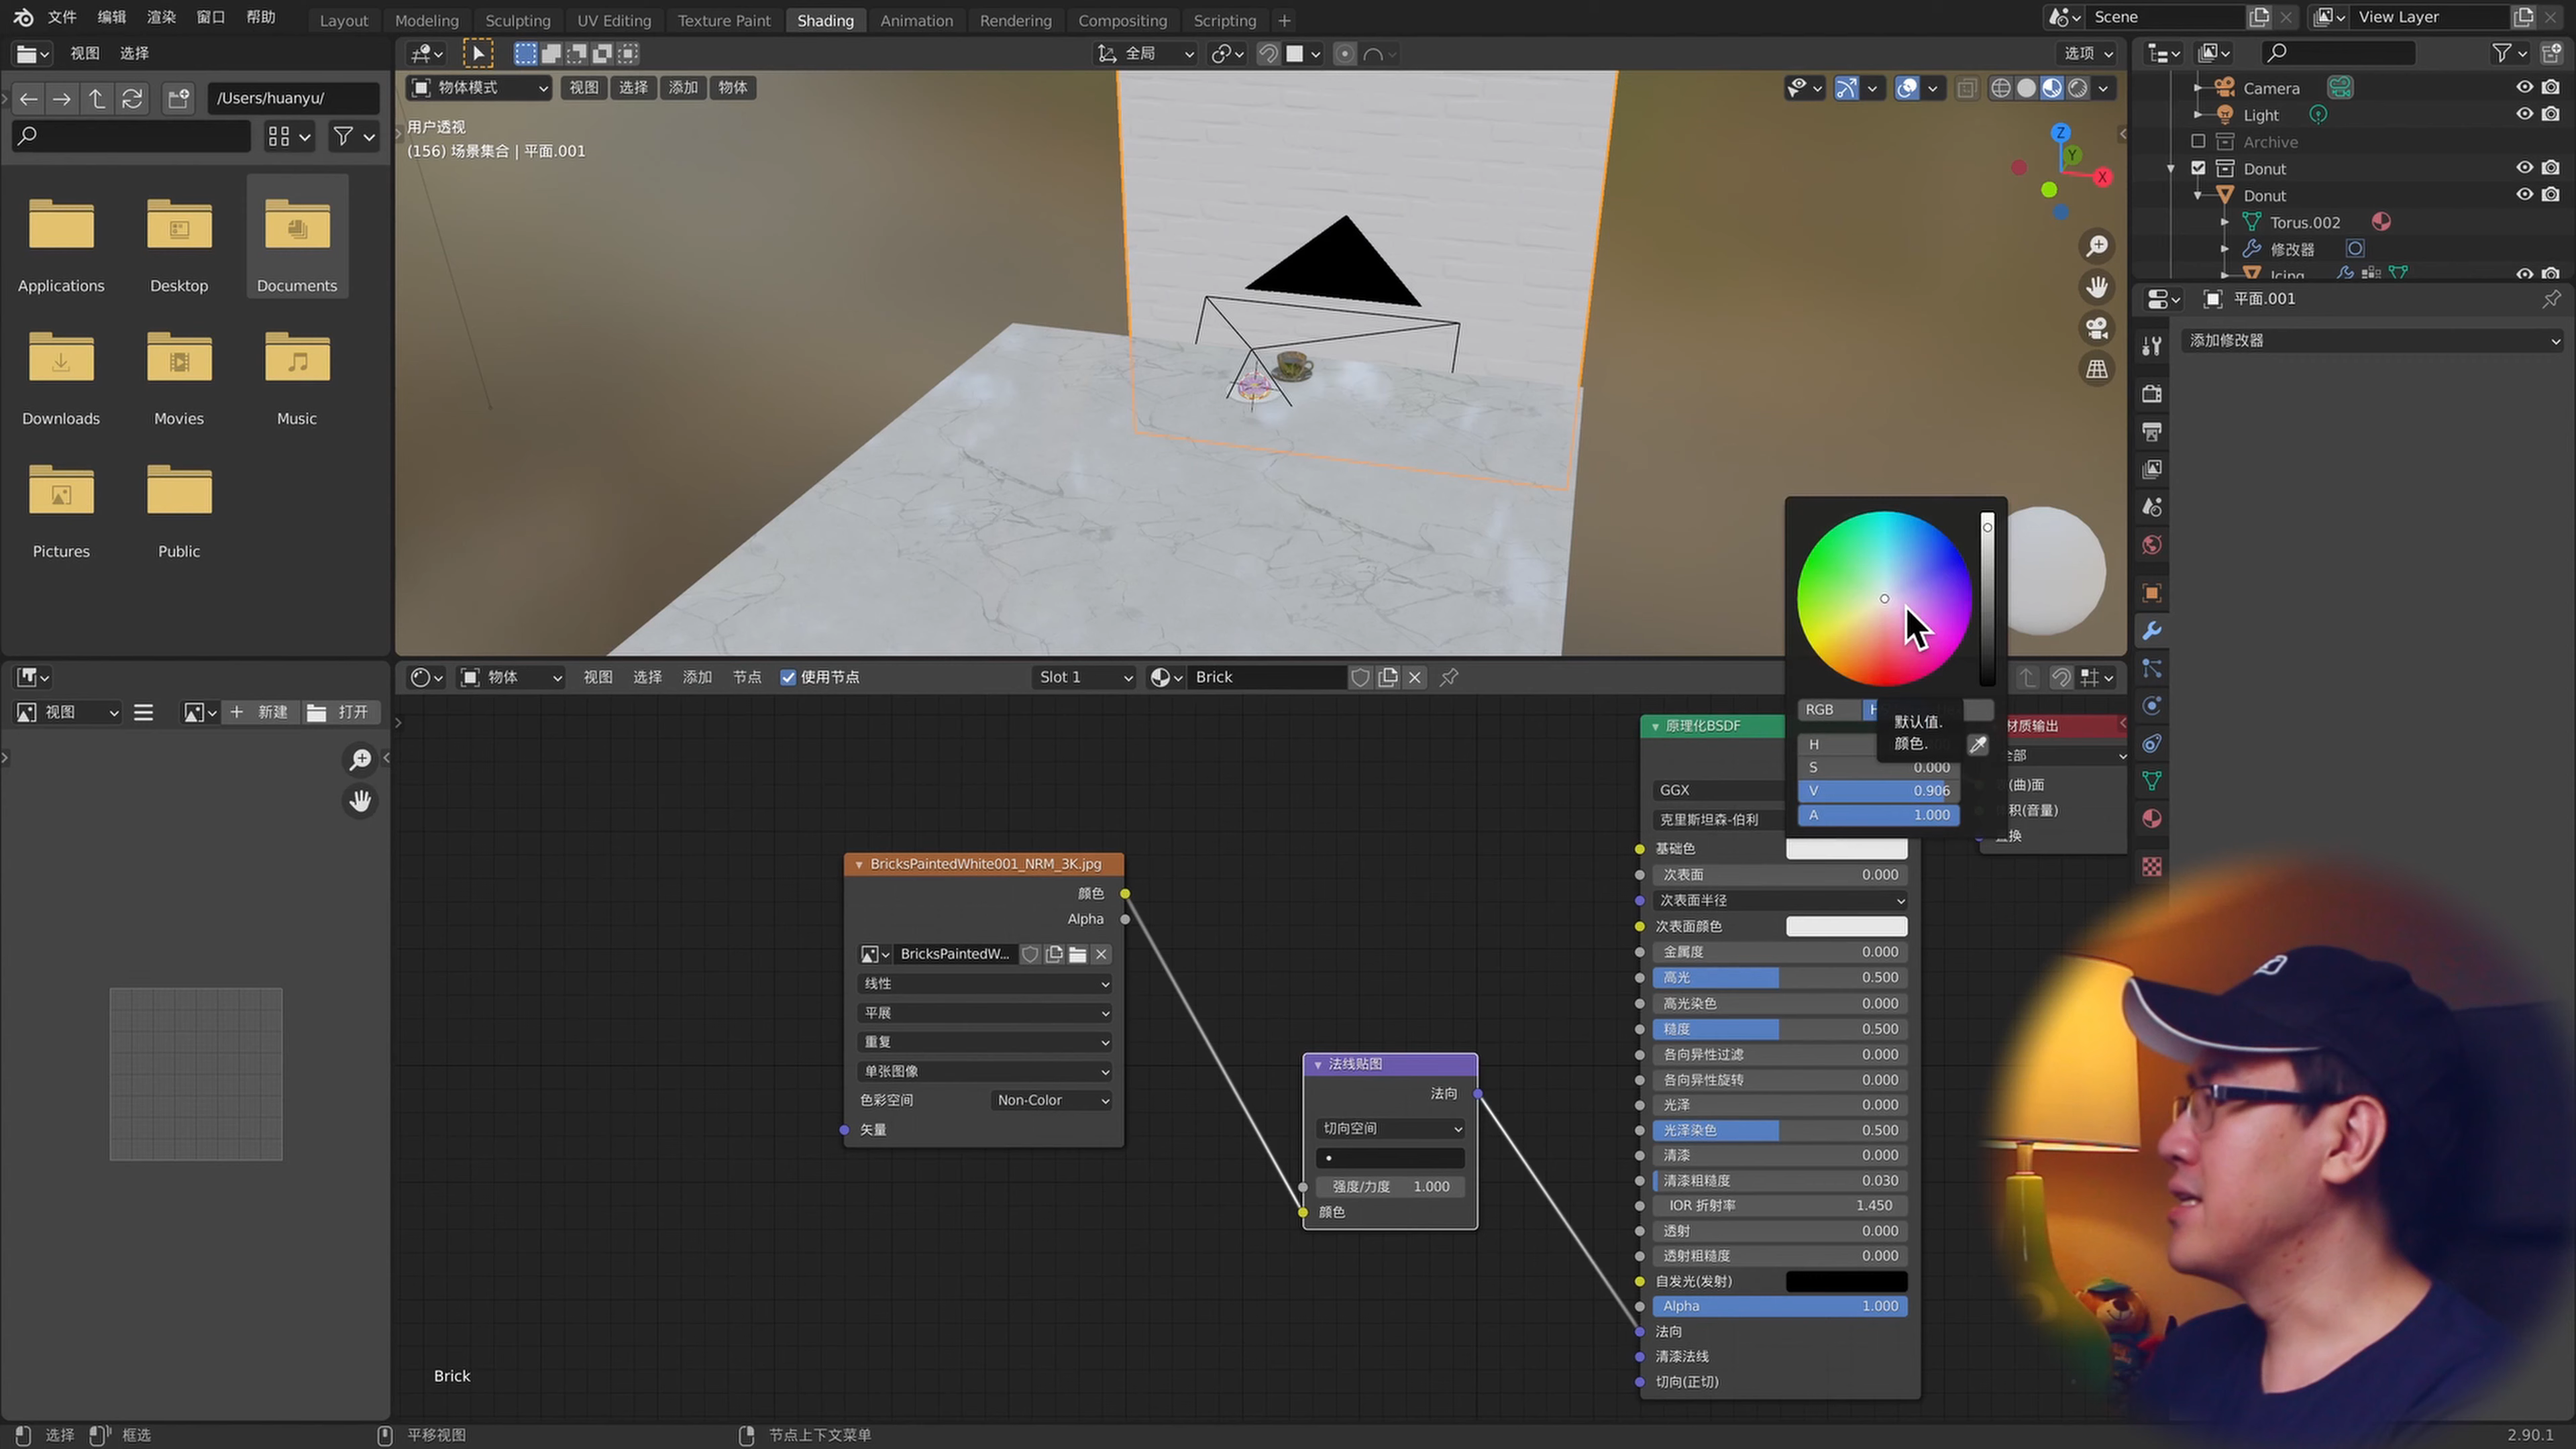 文件 编辑 渲染 窗口 帮助 Layout Modeling Sculpting UV Editing Texture Paint Shading Animation Rendering Compositing Scripting + Scene View Layer
视图 选择 全局 选项
/Users/huanyu/ 物体模式 视图 选择 添加 物体
Camera
用户透视
(156) 场景集合 | 平面.001
Light
Archive
Donut
Donut
Torus.002
修改器
Icing
Z
Y
X
Applications Desktop Documents
平面.001
添加修改器
Downloads Movies Music
Pictures Public
物体 视图 选择 添加 节点 使用节点 Slot 1 Brick
视图 新建 打开
RGB
默认值.
颜色.
H
S 0.000
V 0.906
A 1.000
原理化BSDF
GGX
克里斯坦森-伯利
基础色
次表面 0.000
次表面半径
次表面颜色
金属度 0.000
高光 0.500
高光染色 0.000
糙度 0.500
各向异性过滤 0.000
各向异性旋转 0.000
光泽 0.000
光泽染色 0.500
清漆 0.000
清漆粗糙度 0.030
IOR 折射率 1.450
透射 0.000
透射粗糙度 0.000
自发光(发射)
Alpha 1.000
法向
清漆法线
切向(正切)
材质输出
全部
(曲)面
积(音量)
置换
BricksPaintedWhite001_NRM_3K.jpg
颜色
Alpha
BricksPaintedW...
线性
平展
重复
单张图像
色彩空间 Non-Color
矢量
法线贴图
法向
切向空间
强度/力度 1.000
颜色
Brick
选择 框选 平移视图 节点上下文菜单 2.90.1